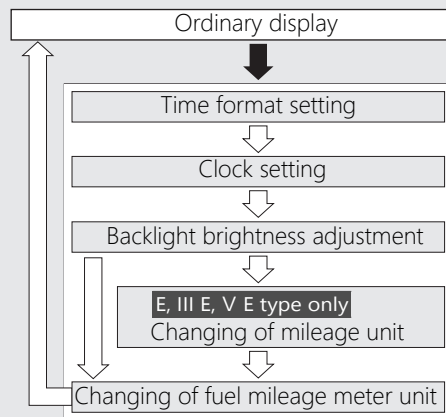 Ordinary display
Time format setting
Clock setting
Backlight brightness adjustment
E, III E, V E type only
Changing of mileage unit
Changing of fuel mileage meter unit